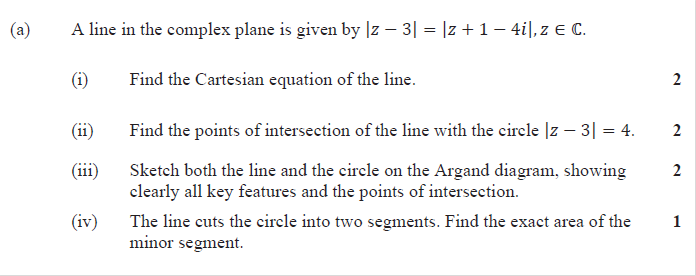 (a) A line in the complex plane is given by |z − 3| = |z + 1 − 4i|, z ∈ ℂ.
(i) Find the Cartesian equation of the line. 2
(ii) Find the points of intersection of the line with the circle |z − 3| = 4. 2
(iii) Sketch both the line and the circle on the Argand diagram, showing 2
clearly all key features and the points of intersection.
(iv) The line cuts the circle into two segments. Find the exact area of the 1
minor segment.